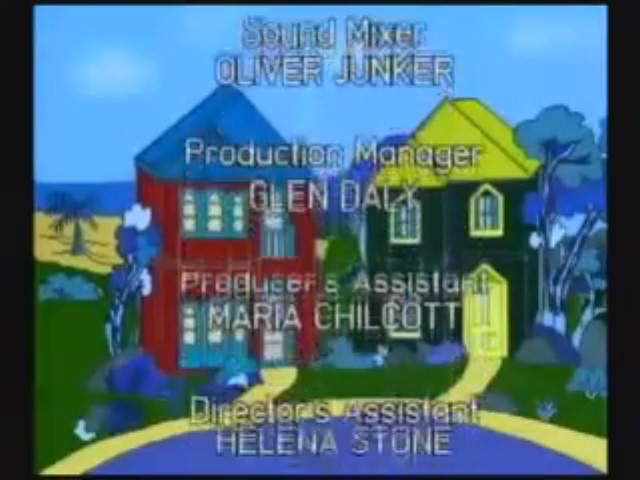 Sound Mixer
OLIVER JUNKER
Production Manager
GLEN DALY
Producer's Assistant
MARIA CHILCOTT
Director's Assistant
HELENA STONE